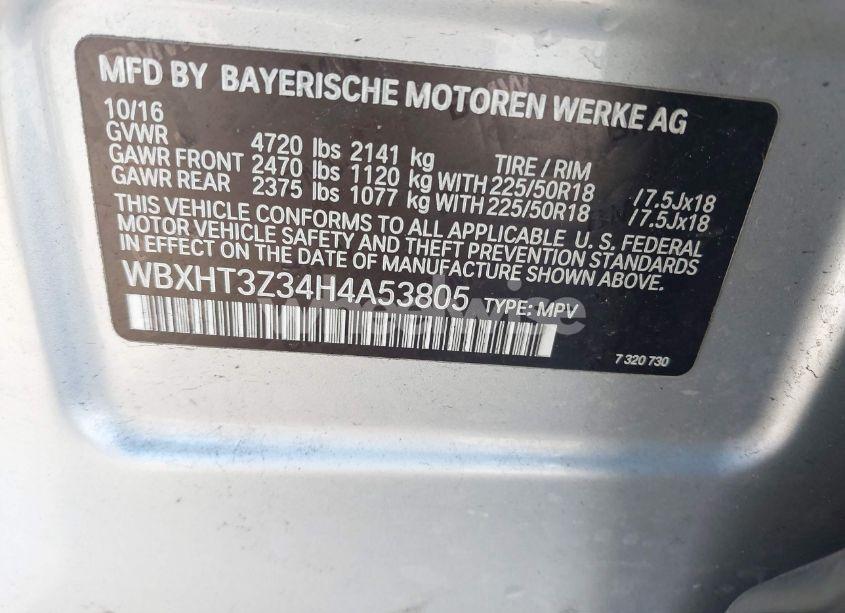 MFD BY BAYERISCHE MOTOREN WERKE AG
10/16
GVWR 4720 lbs 2141 kg TIRE / RIM
GAWR FRONT 2470 lbs 1120 kg WITH 225/50R18 /7.5Jx18
GAWR REAR 2375 lbs 1077 kg WITH 225/50R18 /7.5Jx18
THIS VEHICLE CONFORMS TO ALL APPLICABLE U.S. FEDERAL
MOTOR VEHICLE SAFETY AND THEFT PREVENTION STANDARDS
IN EFFECT ON THE DATE OF MANUFACTURE SHOWN ABOVE.
WBXHT3Z34H4A53805 TYPE: MPV
7 320 730